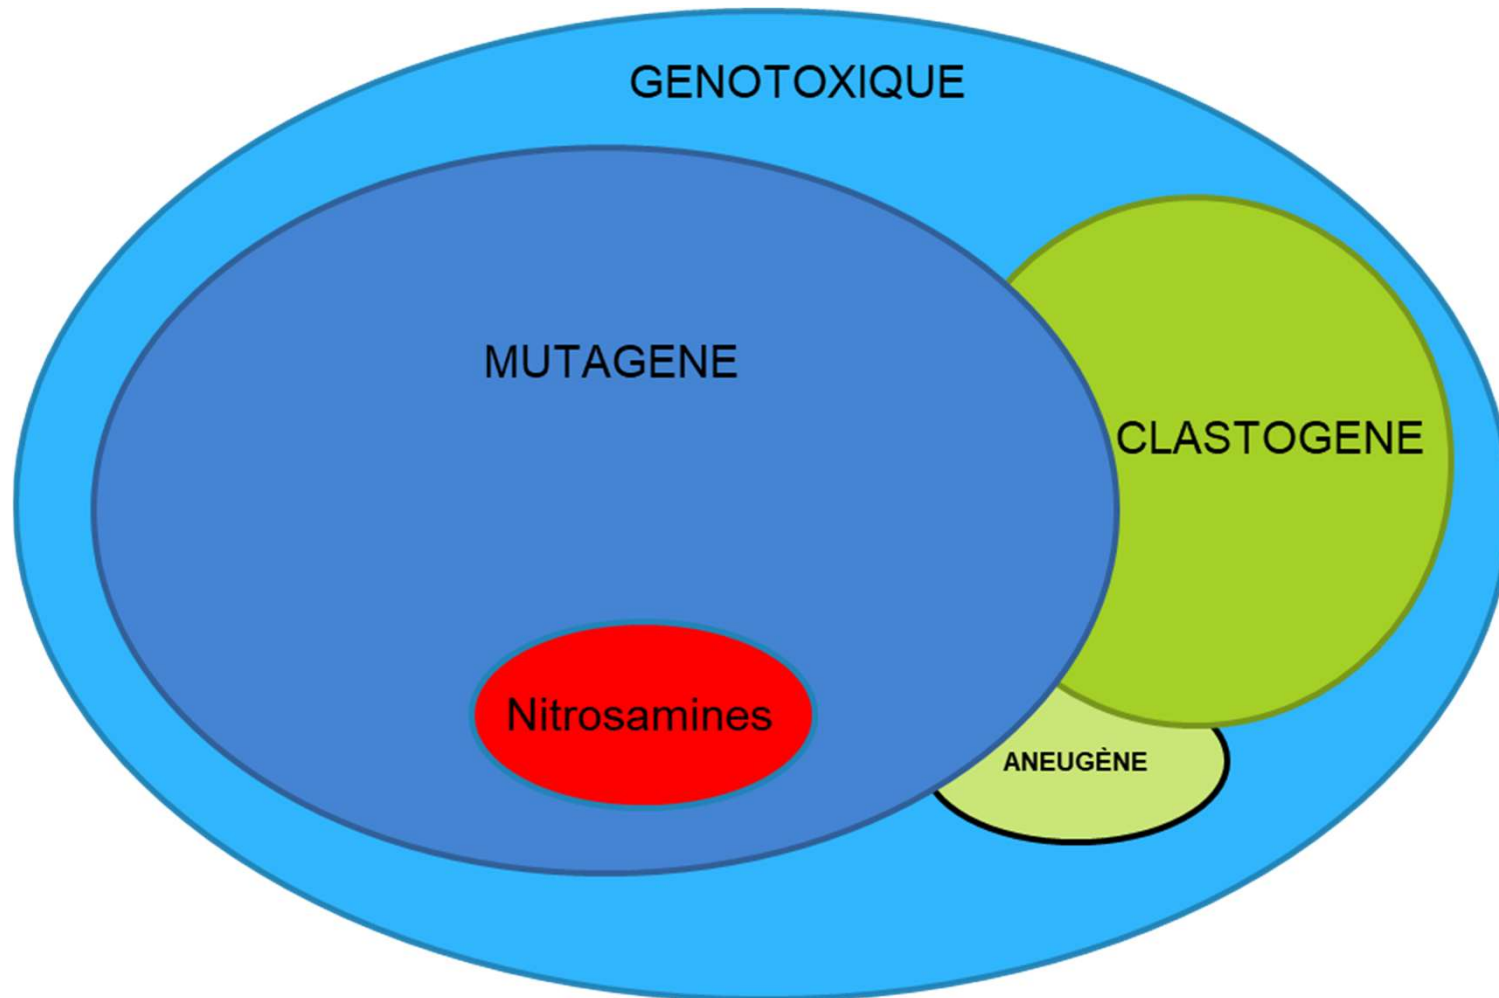 GENOTOXIQUE
MUTAGENE
CLASTOGENE
Nitrosamines
ANEUGÈNE